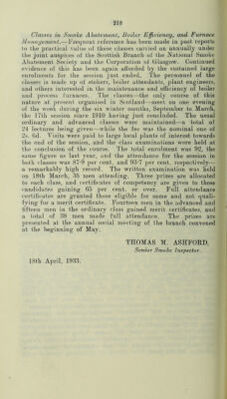 218
Classes in Smoke Abatement, Boiler Efficiency, and Furnace
Management.—Frequent reference has been made in past reports
to the practical value of these classes carried on annually under
the joint auspices of the Scottish Branch of the National Smoke
Abatement Society and the Corporation of Glasgow. Continued
evidence of this has been again afforded by the sustained large
enrolments for the session just ended. The personnel of the
classes is made up of stokers, boiler attendants, plant engineers,
and others interested in the maintenance and efficiency of boiler
and process furnaces. The classes—the only course of this
nature at present organised in Scotland—meet on one evening
of the week during the six winter months, September to March,
the 17th session since 1910 having just concluded. The usual
ordinary and advanced classes were maintained—a total of
24 lectures being given—while the fee was the nominal one of
2s. 6d. Visits were paid to large local plants of interest towards
the end of the session, and the class examinations were held at
the conclusion of the course. The total enrolment was 92, the
same figure as last year, and the attendance for the session in
both classes was 87·9 per cent. and 93·7 per cent. respectively—
a remarkably high record. The written examination was held
on 18th March, 35 men attending. Three prizes are allocated
to each class, and certificates of competency are given to those
candidates gaining 65 per cent. or over. Full attendance
certificates are granted those eligible for same and not quali-
fying for a merit certificate. Fourteen men in the advanced and
fifteen men in the ordinary class gained merit certificates, and
a total of 38 men made full attendance. The prizes are
presented at the annual social meeting of the branch convened
at the beginning of May.
THOMAS M. ASHFORD,
Senior Smoke Inspector.
18th April, 1933.